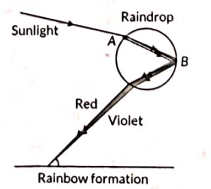 Raindrop
Sunlight
A
B
Red
Violet
Rainbow formation